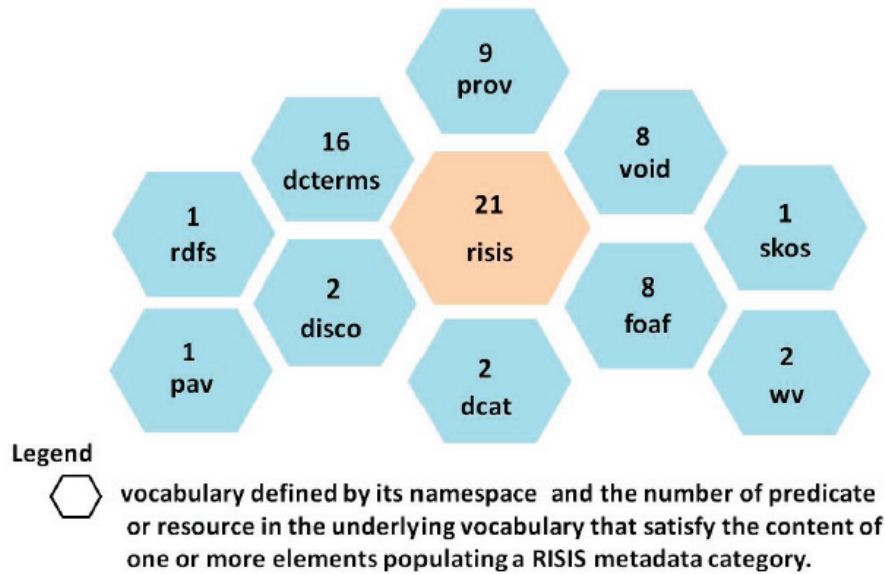 9
prov
16
dcterms
8
void
21
risis
1
rdfs
1
skos
2
disco
8
foaf
1
pav
2
dcat
2
wv
Legend
vocabulary defined by its namespace and the number of predicate
or resource in the underlying vocabulary that satisfy the content of
one or more elements populating a RISIS metadata category.